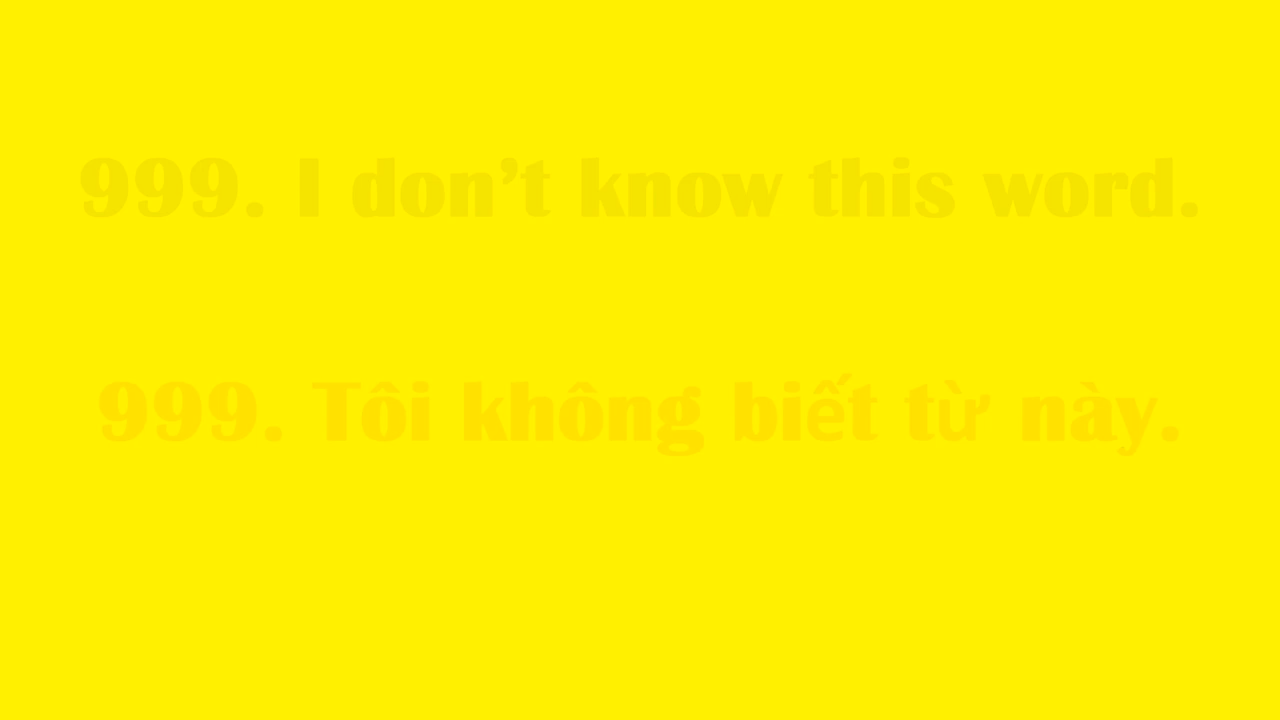 999. I don’t know this word.
999. Tôi không biết từ này.